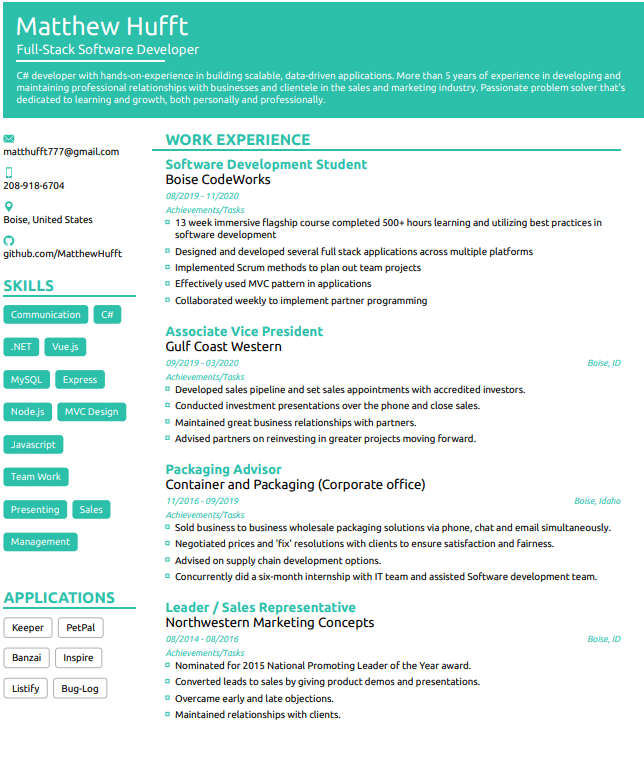 Matthew Hufft
Full-Stack Software Developer
C# developer with hands-on-experience in building scalable, data-driven applications. More than 5 years of experience in developing and
maintaining professional relationships with businesses and clientele in the sales and marketing industry. Passionate problem solver that's
dedicated to learning and growth, both personally and professionally.
matthufft777@gmail.com
208-918-6704
Boise, United States
github.com/MatthewHufft
SKILLS
Communication C#
.NET Vue.js
MySQL Express
Node.js MVC Design
Javascript
Team Work
Presenting Sales
Management
APPLICATIONS
Keeper PetPal
Banzai Inspire
Listify Bug-Log
WORK EXPERIENCE
Software Development Student
Boise CodeWorks
08/2019 - 11/2020
Achievements/Tasks
13 week immersive flagship course completed 500+ hours learning and utilizing best practices in
software development
Designed and developed several full stack applications across multiple platforms
Implemented Scrum methods to plan out team projects
Effectively used MVC pattern in applications
Collaborated weekly to implement partner programming
Associate Vice President
Gulf Coast Western
09/2019 - 03/2020 Boise, ID
Achievements/Tasks
Developed sales pipeline and set sales appointments with accredited investors.
Conducted investment presentations over the phone and close sales.
Maintained great business relationships with partners.
Advised partners on reinvesting in greater projects moving forward.
Packaging Advisor
Container and Packaging (Corporate office)
11/2016 - 09/2019 Boise, Idaho
Achievements/Tasks
Sold business to business wholesale packaging solutions via phone, chat and email simultaneously.
Negotiated prices and 'fix' resolutions with clients to ensure satisfaction and fairness.
Advised on supply chain development options.
Concurrently did a six-month internship with IT team and assisted Software development team.
Leader / Sales Representative
Northwestern Marketing Concepts
08/2014 - 08/2016 Boise, ID
Achievements/Tasks
Nominated for 2015 National Promoting Leader of the Year award.
Converted leads to sales by giving product demos and presentations.
Overcame early and late objections.
Maintained relationships with clients.